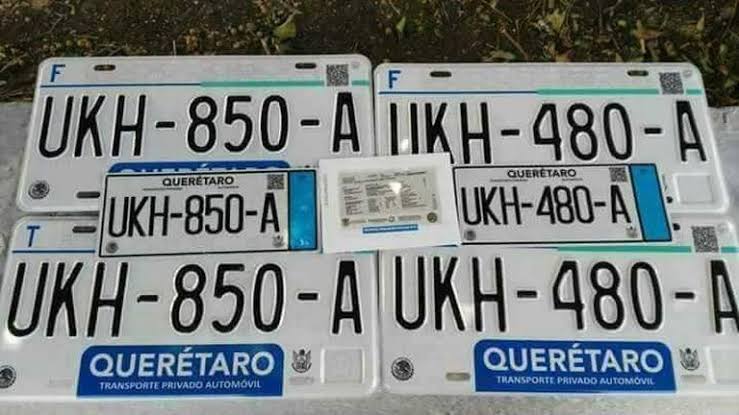 F
UKH-850-A
F
UKH-480-A
QUERÉTARO
UKH-850-A
QUERÉTARO
UKH-480-A
T
UKH-850-A
QUERÉTARO
TRANSPORTE PRIVADO AUTOMÓVIL
UKH-480-A
QUERÉTARO
TRANSPORTE PRIVADO AUTOMÓVIL